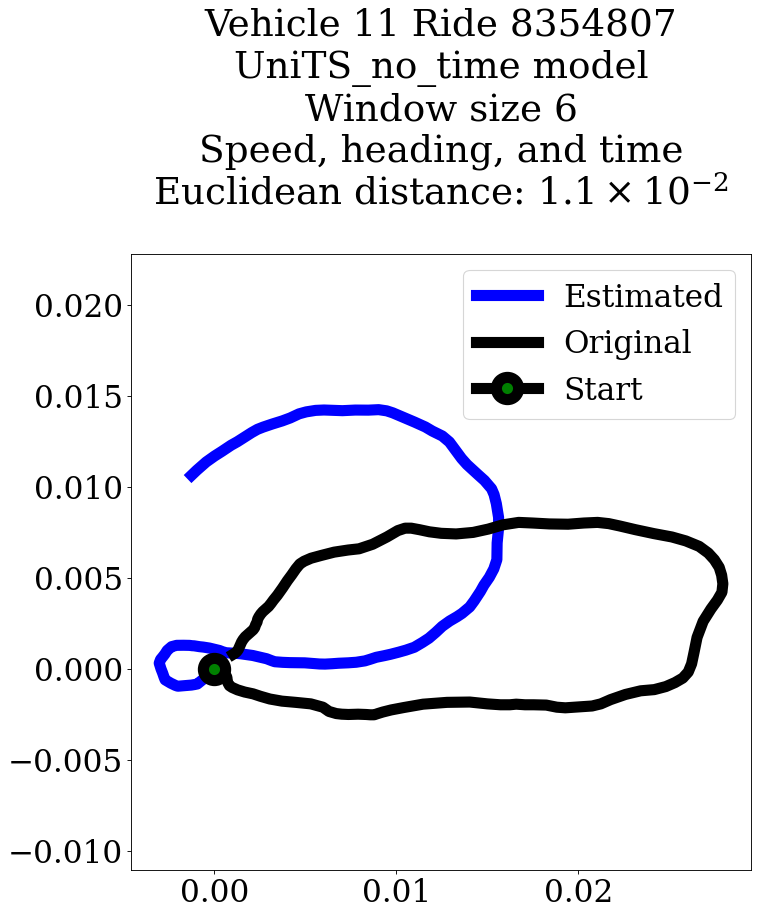 Vehicle 11 Ride 8354807
UniTS_no_time model
Window size 6
Speed, heading, and time
Euclidean distance: 1.1 × 10⁻²
Estimated
Original
Start
0.020
0.015
0.010
0.005
0.000
−0.005
−0.010
0.00 0.01 0.02